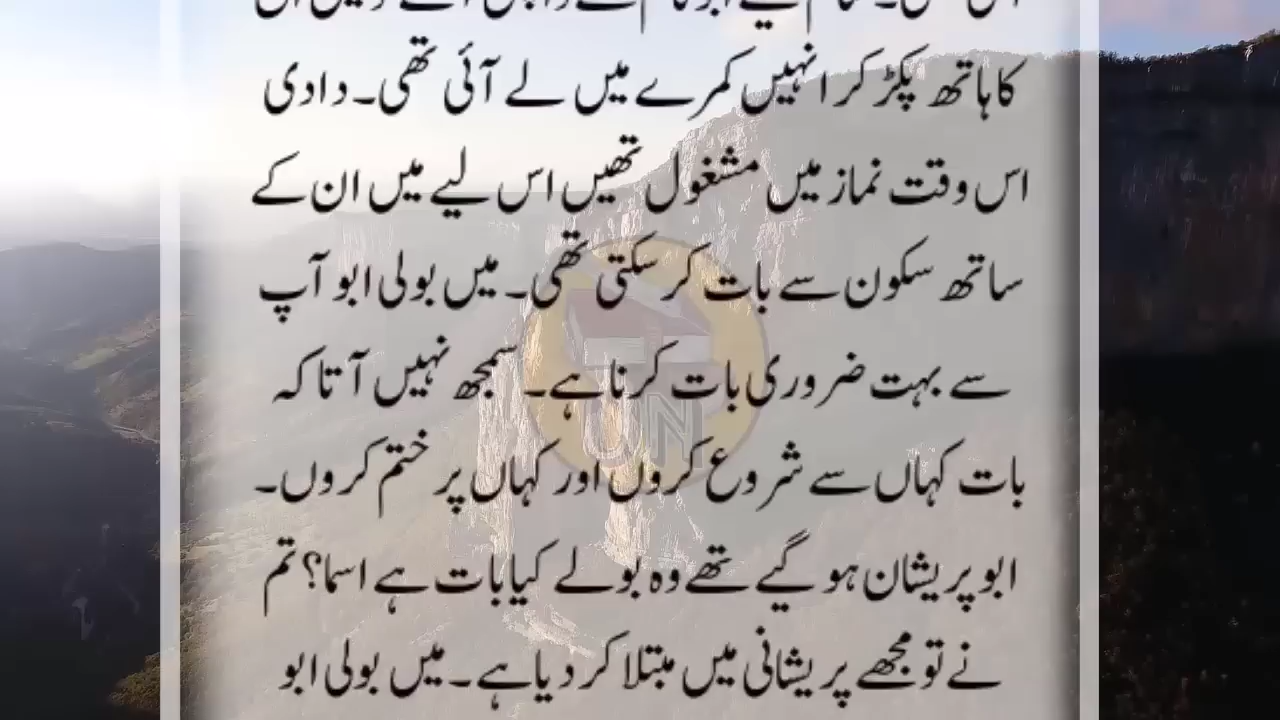 کا ہاتھ پکڑ کر انہیں کمرے میں لے آئی تھی۔ دادی
اس وقت نماز میں مشغول تھیں اس لیے میں ان کے
ساتھ سکون سے بات کر سکتی تھی۔ میں بولی ابو آپ
سے بہت ضروری بات کرنا ہے۔ سمجھ نہیں آتا کہ
UN
بات کہاں سے شروع کروں اور کہاں پر ختم کروں۔
ابو پریشان ہو گیے تھے وہ بولے کیا بات ہے اسما؟ تم
نے تو مجھے پریشانی میں مبتلا کر دیا ہے۔ میں بولی ابو